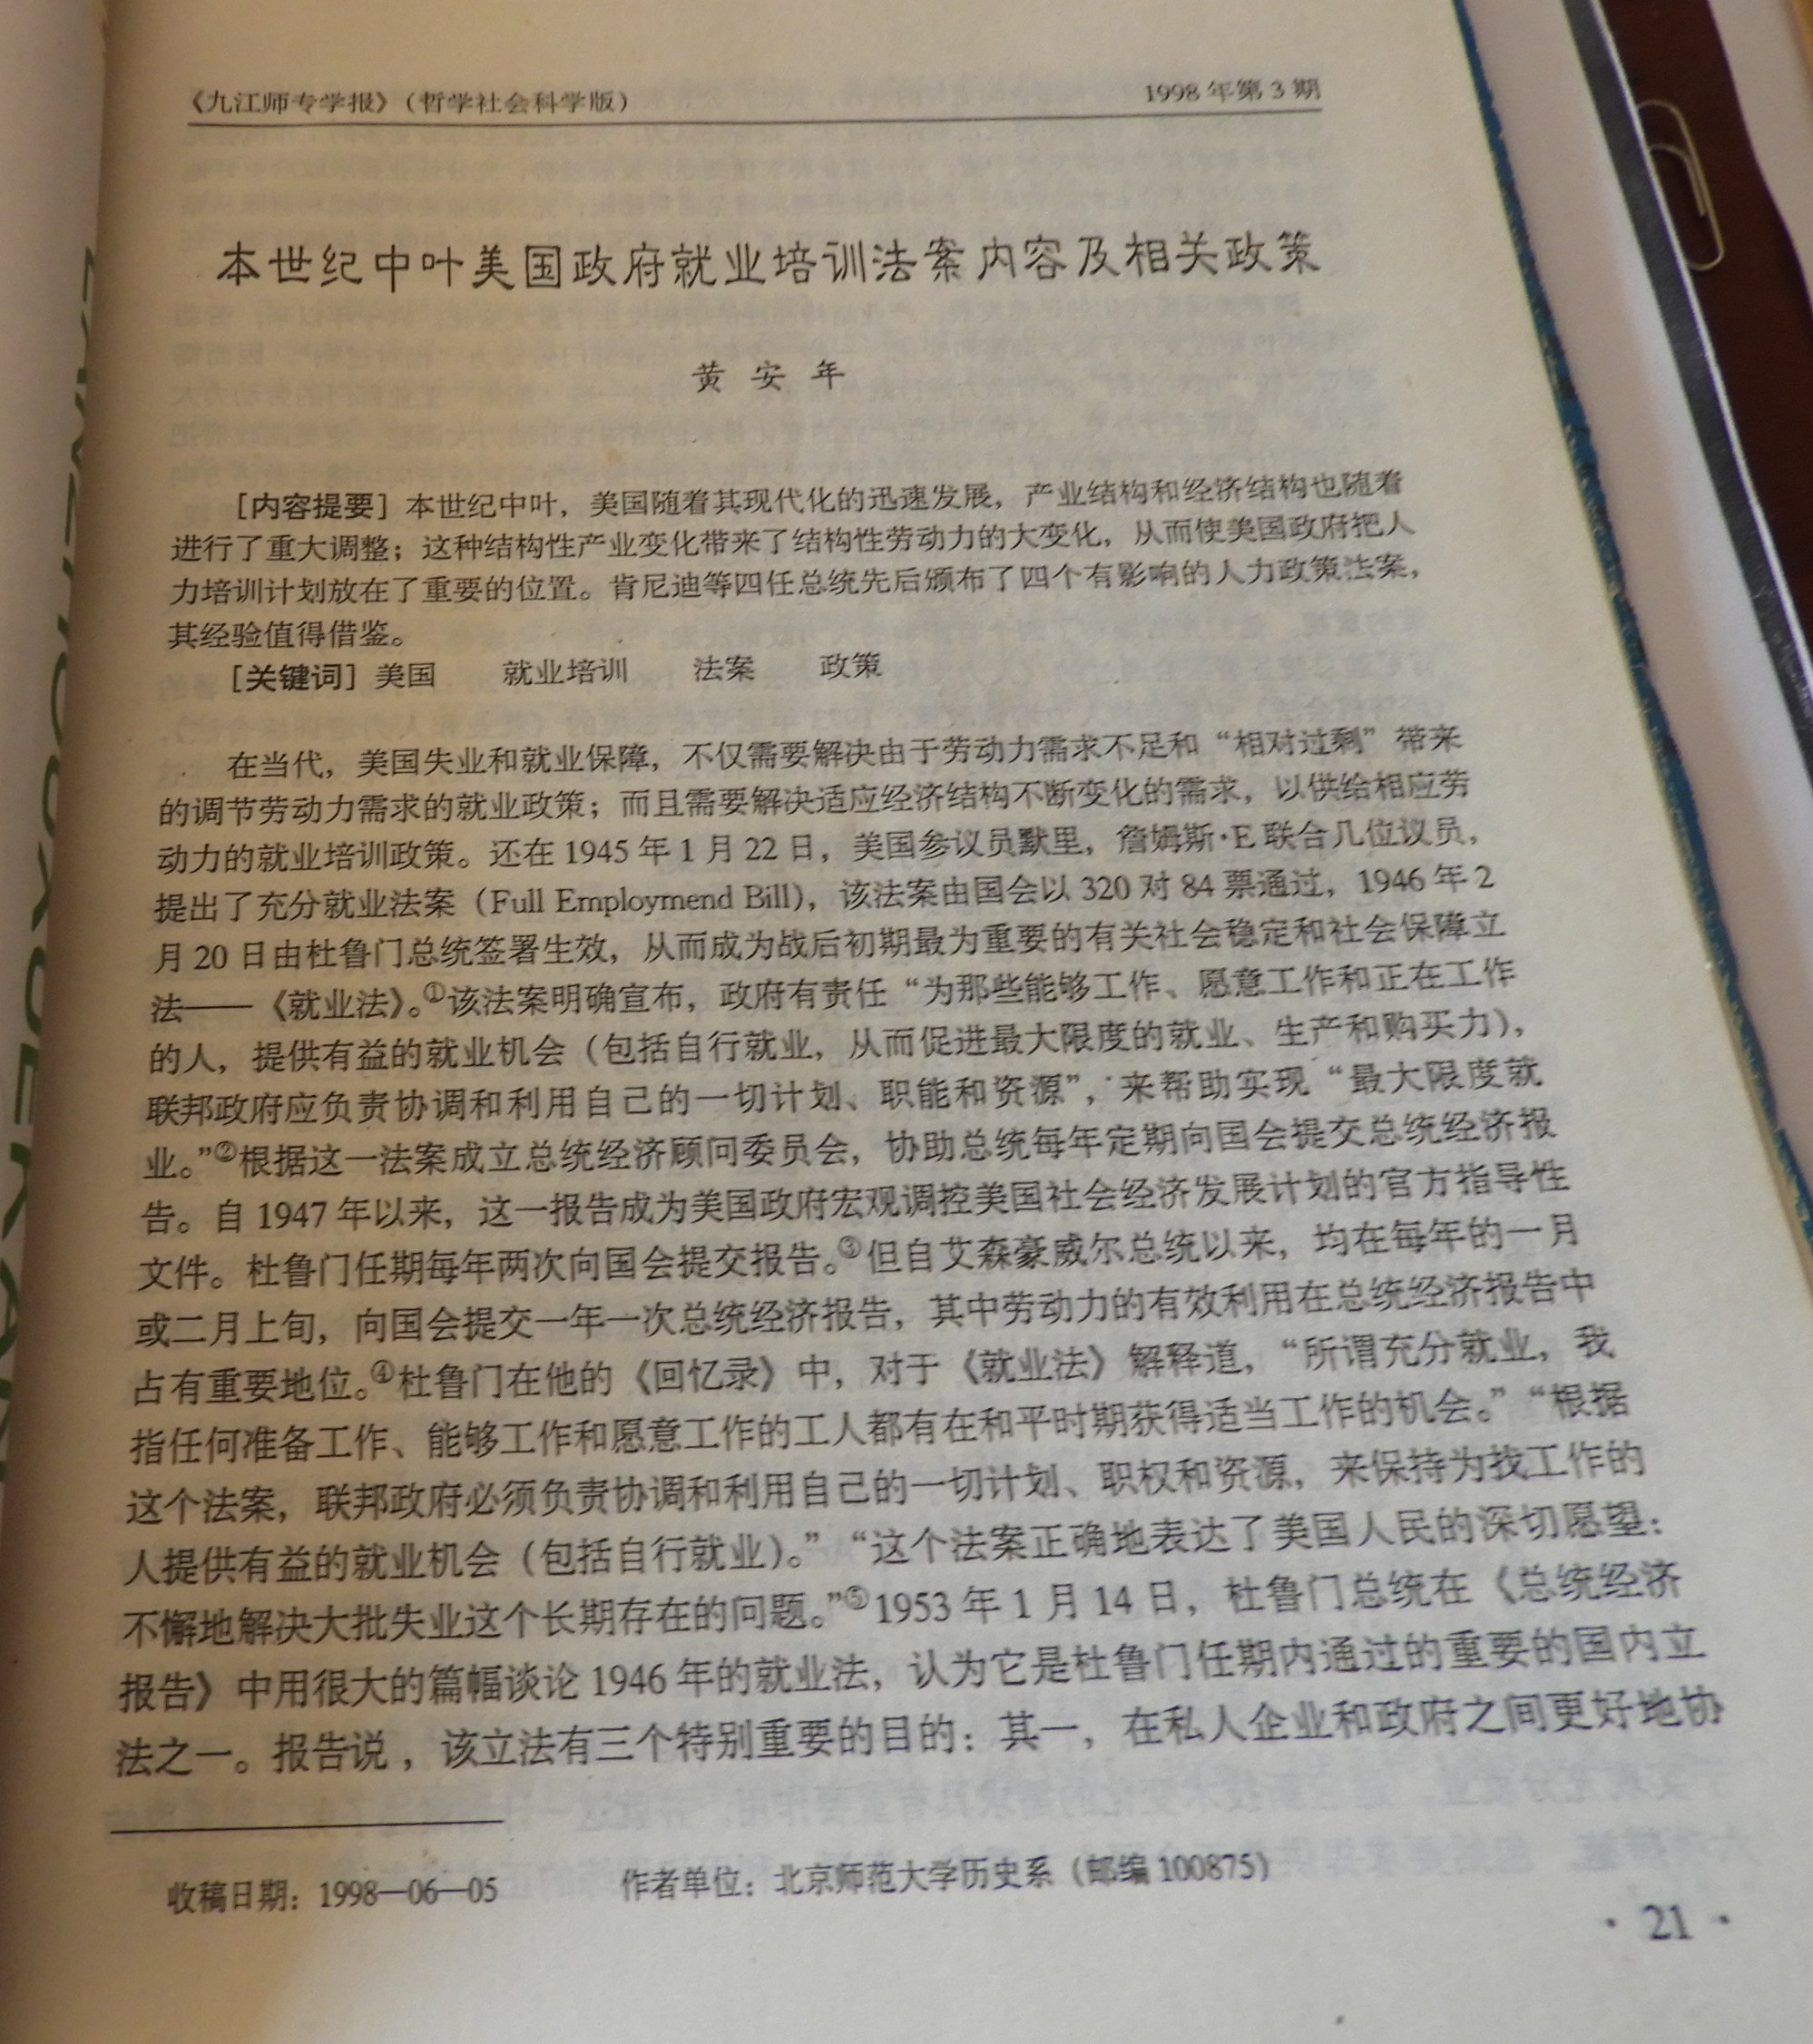 《九江师专学报》（哲学社会科学版） 1998 年第 3 期
本世纪中叶美国政府就业培训法案内容及相关政策
黄 安 年
［内容提要］本世纪中叶，美国随着其现代化的迅速发展，产业结构和经济结构也随着
进行了重大调整；这种结构性产业变化带来了结构性劳动力的大变化，从而使美国政府把人
力培训计划放在了重要的位置。肯尼迪等四任总统先后颁布了四个有影响的人力政策法案，
其经验值得借鉴。
［关键词］美国 就业培训 法案 政策
在当代，美国失业和就业保障，不仅需要解决由于劳动力需求不足和“相对过剩”带来
的调节劳动力需求的就业政策；而且需要解决适应经济结构不断变化的需求，以供给相应劳
动力的就业培训政策。还在 1945 年 1 月 22 日，美国参议员默里，詹姆斯·E 联合几位议员，
提出了充分就业法案（Full Employmend Bill），该法案由国会以 320 对 84 票通过，1946 年 2
月 20 日由杜鲁门总统签署生效，从而成为战后初期最为重要的有关社会稳定和社会保障立
法——《就业法》。①该法案明确宣布，政府有责任“为那些能够工作、愿意工作和正在工作
的人，提供有益的就业机会（包括自行就业，从而促进最大限度的就业、生产和购买力），
联邦政府应负责协调和利用自己的一切计划、职能和资源”，来帮助实现“最大限度就
业。”②根据这一法案成立总统经济顾问委员会，协助总统每年定期向国会提交总统经济报
告。自 1947 年以来，这一报告成为美国政府宏观调控美国社会经济发展计划的官方指导性
文件。杜鲁门任期每年两次向国会提交报告。③但自艾森豪威尔总统以来，均在每年的一月
或二月上旬，向国会提交一年一次总统经济报告，其中劳动力的有效利用在总统经济报告中
占有重要地位。④杜鲁门在他的《回忆录》中，对于《就业法》解释道，“所谓充分就业，我
指任何准备工作、能够工作和愿意工作的工人都有在和平时期获得适当工作的机会。”“根据
这个法案，联邦政府必须负责协调和利用自己的一切计划、职权和资源，来保持为找工作的
人提供有益的就业机会（包括自行就业）。”“这个法案正确地表达了美国人民的深切愿望：
不懈地解决大批失业这个长期存在的问题。”⑤1953 年 1 月 14 日，杜鲁门总统在《总统经济
报告》中用很大的篇幅谈论 1946 年的就业法，认为它是杜鲁门任期内通过的重要的国内立
法之一。报告说，该立法有三个特别重要的目的：其一，在私人企业和政府之间更好地协
收稿日期：1998—06—05 作者单位：北京师范大学历史系（邮编 100875）
· 21 ·